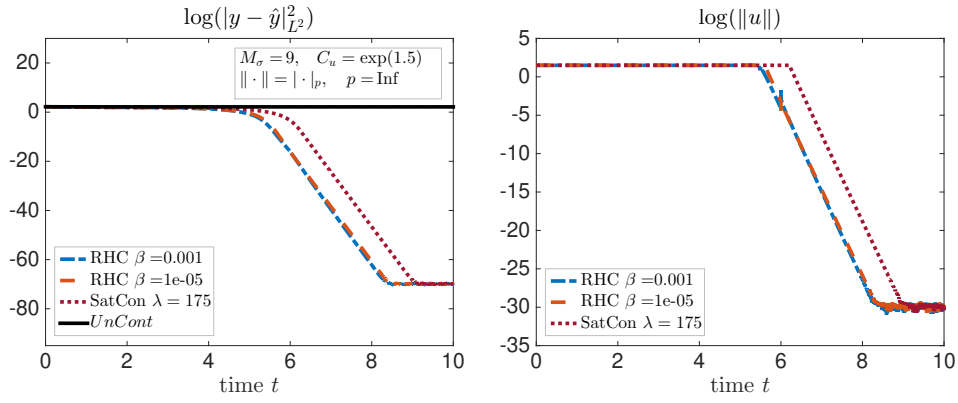 log(|y − ŷ|²_{L²})
20
0
-20
-40
-60
-80
M_σ = 9, C_u = exp(1.5)
‖ · ‖ = | · |_p, p = Inf
RHC β =0.001
RHC β =1e-05
SatCon λ = 175
UnCont
0 2 4 6 8 10
time t
log(‖u‖)
5
0
-5
-10
-15
-20
-25
-30
-35
RHC β =0.001
RHC β =1e-05
SatCon λ = 175
0 2 4 6 8 10
time t